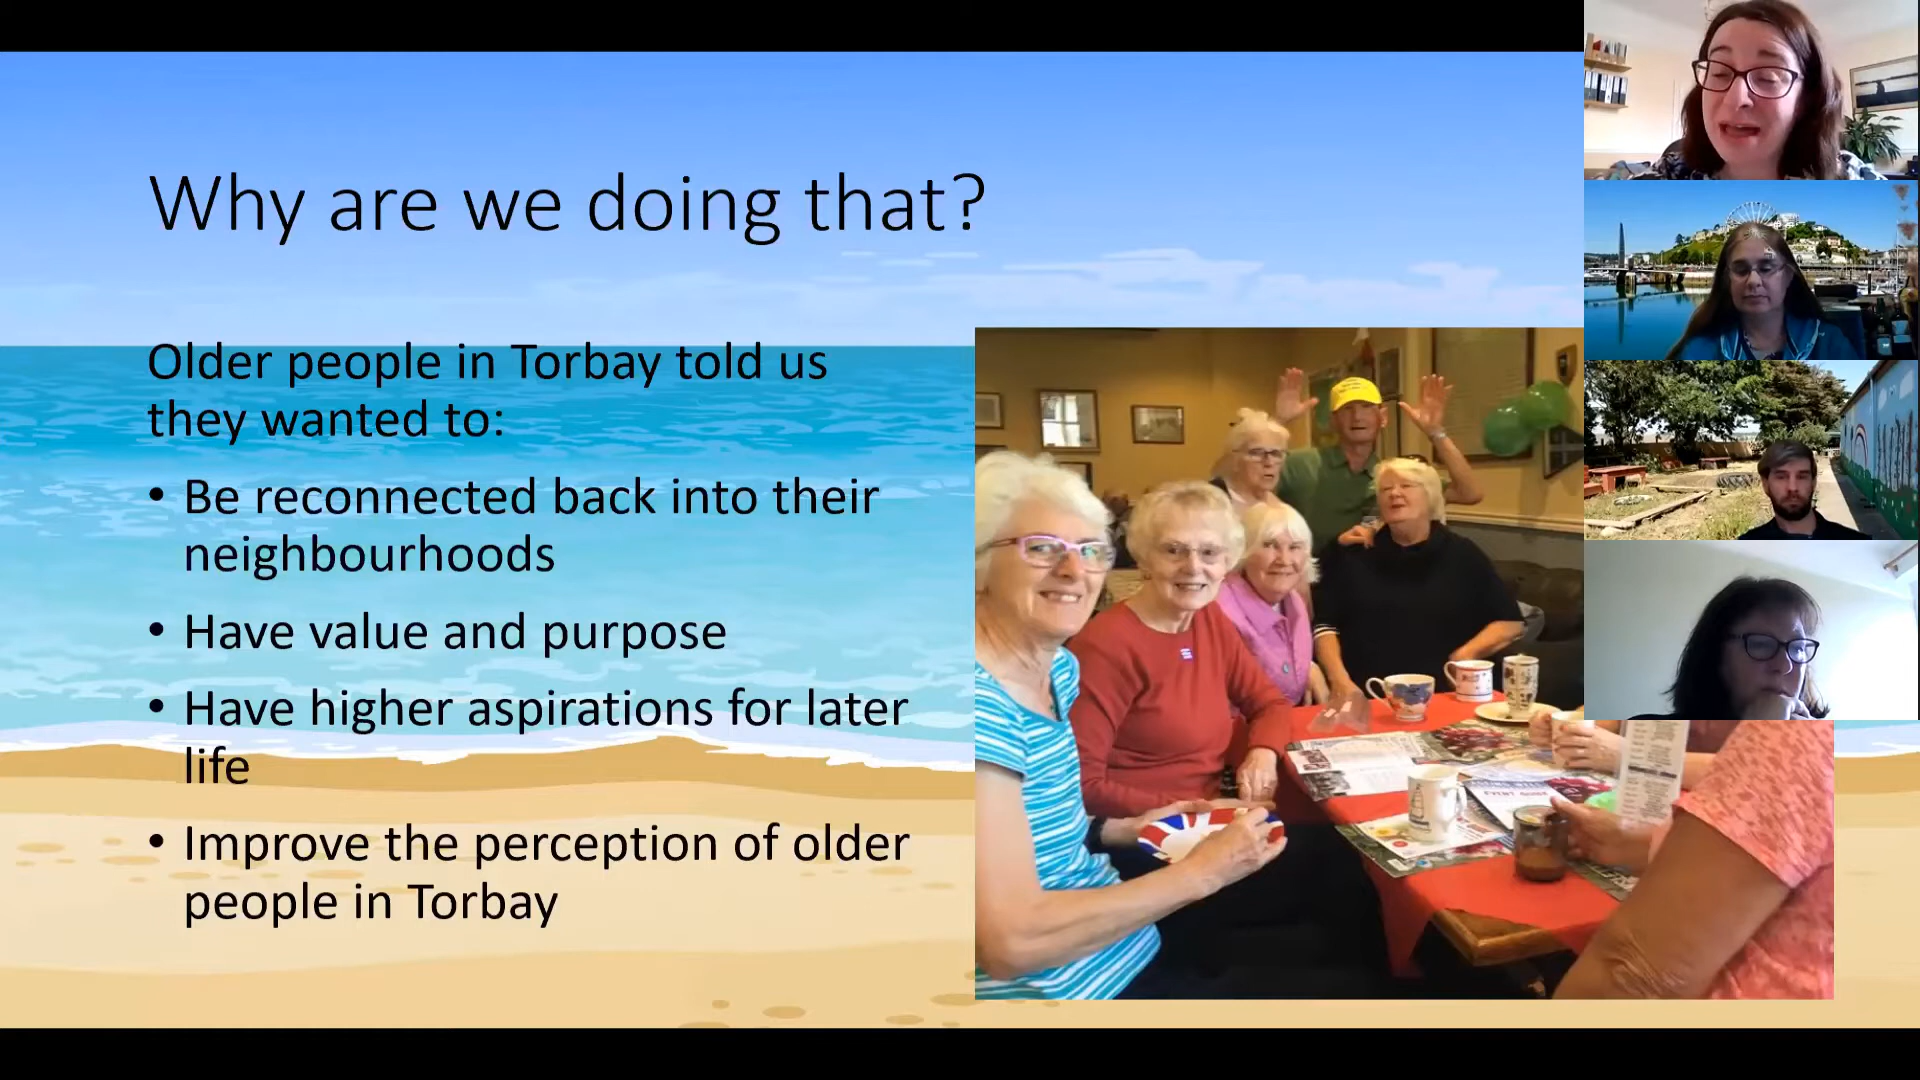 Why are we doing that?
Older people in Torbay told us
they wanted to:
• Be reconnected back into their
neighbourhoods
• Have value and purpose
• Have higher aspirations for later
life
• Improve the perception of older
people in Torbay
EVENT GUIDE